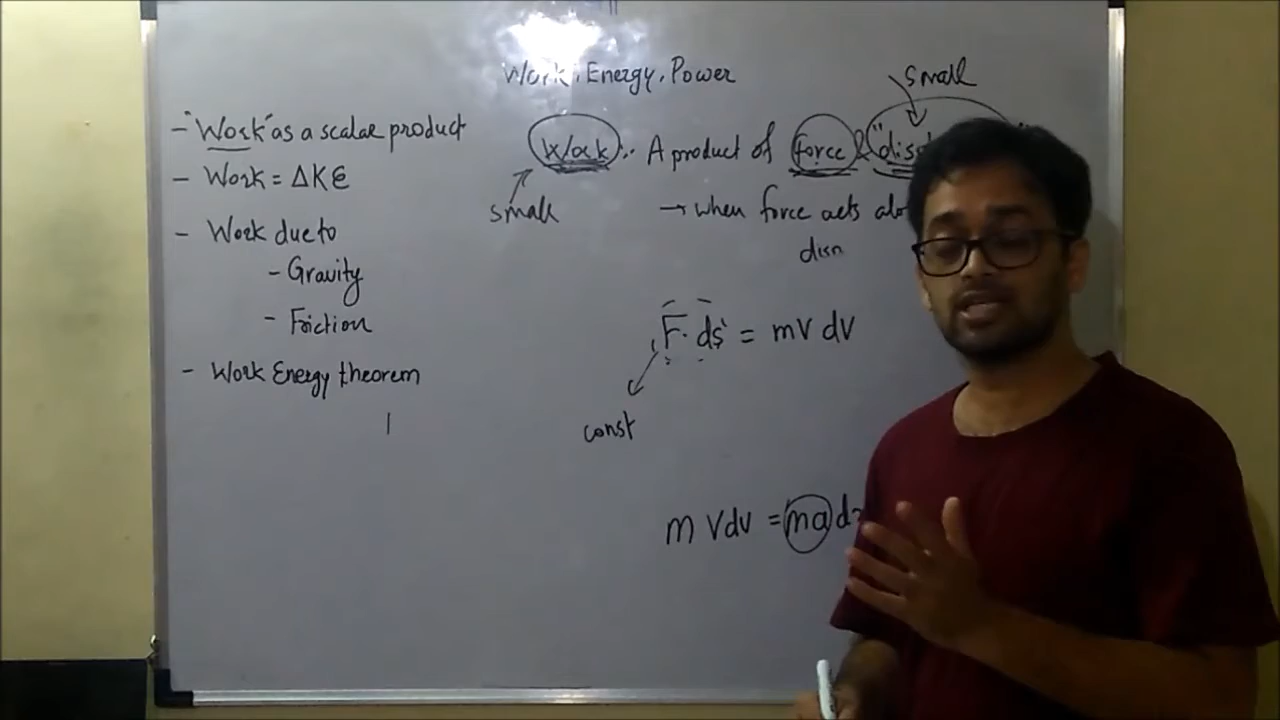 Work, Energy, Power
- "Work" as a scalar product
- Work = ΔKE
- Work due to
- Gravity
- Friction
- Work Energy theorem
small
Work :- A product of force &
small
→ when force acts
disn
F · ds = mv dv
const
m vdv = ma